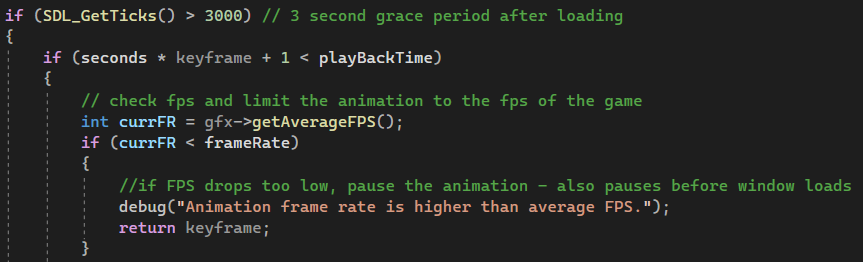 if (SDL_GetTicks() > 3000) // 3 second grace period after loading
{
if (seconds * keyframe + 1 < playBackTime)
{
// check fps and limit the animation to the fps of the game
int currFR = gfx->getAverageFPS();
if (currFR < frameRate)
{
//if FPS drops too low, pause the animation - also pauses before window loads
debug("Animation frame rate is higher than average FPS.");
return keyframe;
}